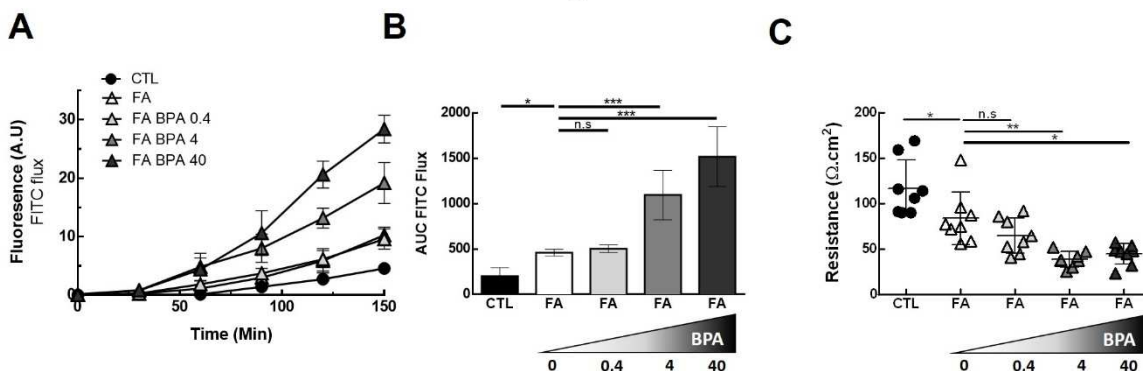 A
Fluoresence (A.U)
FITC flux
CTL
FA
FA BPA 0.4
FA BPA 4
FA BPA 40
30
20
10
0
0
50
100
150
Time (Min)
B
AUC FITC Flux
2000
1500
1000
500
0
*
***
***
n.s
CTL
FA
FA
FA
FA
BPA
0
0.4
4
40
C
Resistance (Ω.cm²)
200
150
100
50
0
*
n.s
**
*
CTL
FA
FA
FA
FA
BPA
0
0.4
4
40